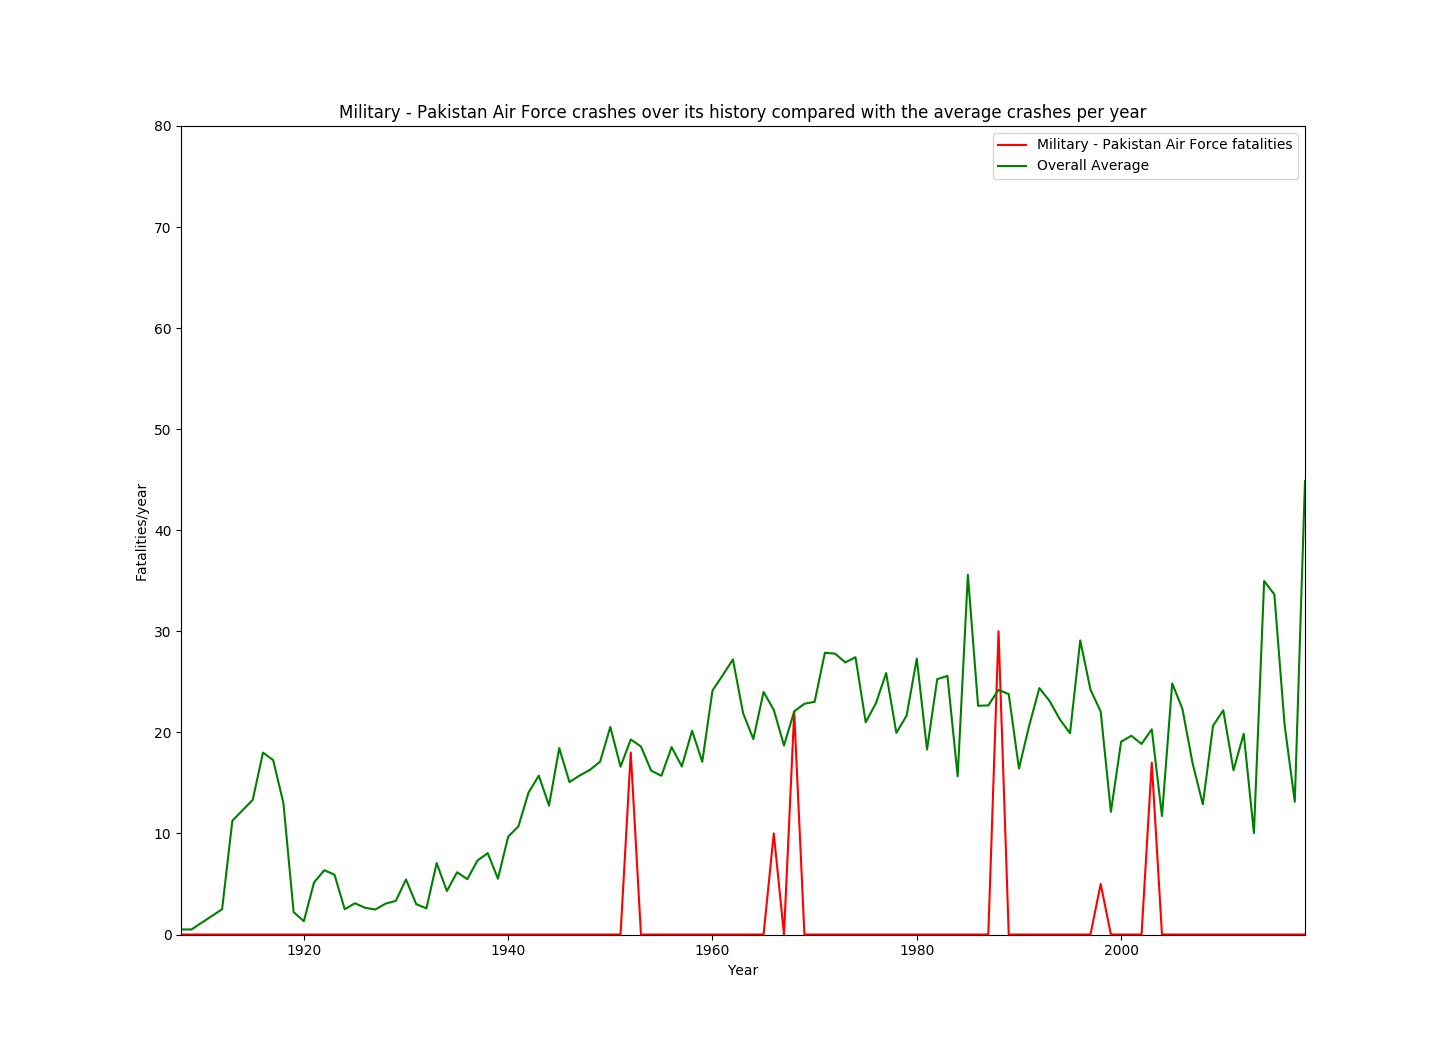 Military - Pakistan Air Force crashes over its history compared with the average crashes per year
Military - Pakistan Air Force fatalities
Overall Average
80
70
60
50
40
30
20
10
0
Fatalities/year
1920 1940 1960 1980 2000
Year